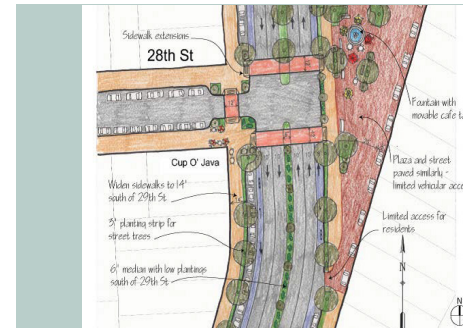 Sidewalk extensions
28th St
Fountain with
movable cafe ta
Cup O' Java
Plaza and street
paved similarly -
limited vehicular acce
Widen sidewalks to 14'
south of 29th St
Limited access for
residents
3' planting strip for
street trees
6' median with low plantings
south of 29th St
N
N